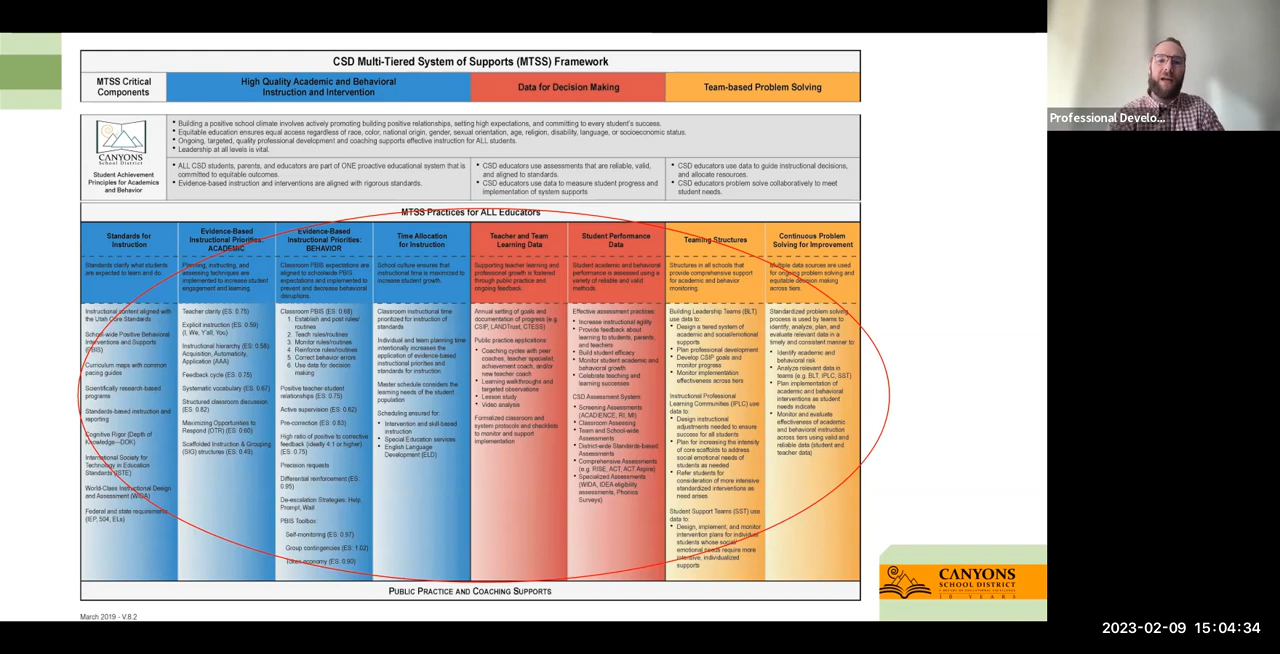 CSD Multi-Tiered System of Supports (MTSS) Framework
MTSS Critical
Components
High Quality Academic and Behavioral
Instruction and Intervention
Data for Decision Making
Team-based Problem Solving
CANYONS
SCHOOL DISTRICT
Student Achievement
Principles for Academics
and Behavior
• Building a positive school climate involves actively promoting building positive relationships, setting high expectations, and committing to every student's success.
• Equitable education ensures equal access regardless of race, color, national origin, gender, sexual orientation, age, religion, disability, language, or socioeconomic status.
• Ongoing, targeted, quality professional development and coaching supports effective instruction for ALL students.
• Leadership at all levels is vital.
• ALL CSD students, parents, and educators are part of ONE proactive educational system that is
committed to equitable outcomes.
• Evidence-based instruction and interventions are aligned with rigorous standards.
• CSD educators use assessments that are reliable, valid,
and aligned to standards.
• CSD educators use data to measure student progress and
implementation of system supports
• CSD educators use data to guide instructional decisions,
and allocate resources.
• CSD educators problem solve collaboratively to meet
student needs.
MTSS Practices for ALL Educators
Standards for
Instruction
Standards clarify what students
are expected to learn and do.
Instructional content aligned with
the Utah Core Standards
School-wide Positive Behavioral
Interventions and Supports
(PBIS)
Curriculum maps with common
pacing guides
Scientifically research-based
programs
Standards-based instruction and
reporting
Cognitive Rigor (Depth of
Knowledge—DOK)
International Society for
Technology in Education
Standards (ISTE)
World-Class Instructional Design
and Assessment (WIDA)
Federal and state requirements
(IEP, 504, ELs)
Evidence-Based
Instructional Priorities:
ACADEMIC
Planning, instructing, and
assessing techniques are
implemented to increase student
engagement and learning.
Teacher clarity (ES: 0.75)
Explicit instruction (ES: 0.59)
(I, We, Y'all, You)
Instructional hierarchy (ES: 0.58):
Acquisition, Automaticity,
Application (AAA)
Feedback cycle (ES: 0.75)
Systematic vocabulary (ES: 0.67)
Structured classroom discussion
(ES: 0.82)
Maximizing Opportunities to
Respond (OTR) (ES: 0.60)
Scaffolded Instruction & Grouping
(SIG) structures (ES: 0.49)
Evidence-Based
Instructional Priorities:
BEHAVIOR
Classroom PBIS expectations are
aligned to schoolwide PBIS
expectations and implemented to
prevent and decrease behavioral
disruptions.
Classroom PBIS (ES: 0.68)
1. Establish and post rules/
routines
2. Teach rules/routines
3. Monitor rules/routines
4. Reinforce rules/routines
5. Correct behavior errors
6. Use data for decision
making
Positive teacher-student
relationships (ES: 0.75)
Active supervision (ES: 0.62)
Pre-correction (ES: 0.83)
High ratio of positive to corrective
feedback (ideally 4:1 or higher)
(ES: 0.75)
Precision requests
Differential reinforcement (ES:
0.95)
De-escalation Strategies: Help,
Prompt, Wait
PBIS Toolbox:
Self-monitoring (ES: 0.97)
Group contingencies (ES: 1.02)
Token economy (ES: 0.90)
Time Allocation
for Instruction
School culture ensures that
instructional time is maximized to
increase student growth.
Classroom instructional time
prioritized for instruction of
standards
Individual and team planning time
intentionally increases the
application of evidence-based
instructional priorities and
standards for instruction.
Master schedule considers the
learning needs of the student
population
Scheduling ensured for:
• Intervention and skill-based
instruction
• Special Education services
• English Language
Development (ELD)
Teacher and Team
Learning Data
Supporting teacher learning and
professional growth is fostered
through public practice and
ongoing feedback.
Annual setting of goals and
documentation of progress (e.g.
CSIP, LANDTrust, CTESS)
Public practice applications:
• Coaching cycles with peer
coaches, teacher specialist,
achievement coach, and/or
new teacher coach
• Learning walkthroughs and
targeted observations
• Lesson study
• Video analysis
Formalized classroom and
system protocols and checklists
to monitor and support
implementation
Student Performance
Data
Student academic and behavioral
performance is assessed using a
variety of reliable and valid
methods.
Effective assessment practices:
• Increase instructional agility
• Provide feedback about
learning to students, parents,
and teachers
• Build student efficacy
• Monitor student academic and
behavioral growth
• Celebrate teaching and
learning successes
CSD Assessment System
• Screening Assessments
(ACADIENCE, RI, MI)
• Classroom Assessing
• Team and School-wide
Assessments
• District-wide Standards-based
Assessments
• Comprehensive Assessments
(e.g. RISE, ACT, ACT Aspire)
• Specialized Assessments
(WIDA, IDEA eligibility
assessments, Phonics
Surveys)
Teaming Structures
Structures in all schools that
provide comprehensive support
for academic and behavior
monitoring.
Building Leadership Teams (BLT)
use data to:
• Design a tiered system of
academic and social/emotional
supports
• Plan professional development
• Develop CSIP goals and
monitor progress
• Monitor implementation
effectiveness across tiers
Instructional Professional
Learning Communities (IPLC) use
data to:
• Design instructional
adjustments needed to ensure
success for all students
• Plan for increasing the intensity
of core scaffolds to address
social emotional needs of
students as needed
• Refer students for
consideration of more intensive
standardized interventions as
need arises
Student Support Teams (SST) use
data to:
• Design, implement, and monitor
intervention plans for individual
students whose social/
emotional needs require more
intensive, individualized
supports
Continuous Problem
Solving for Improvement
Multiple data sources are used
for ongoing problem solving and
equitable decision making
across tiers.
Standardized problem solving
process is used by teams to
identify, analyze, plan, and
evaluate relevant data in a
timely and consistent manner to:
• Identify academic and
behavioral risk
• Analyze relevant data in
teams (e.g. BLT, IPLC, SST)
• Plan implementation of
academic and behavioral
interventions as student
needs indicate
• Monitor and evaluate
effectiveness of academic
and behavioral instruction
across tiers using valid and
reliable data (student and
teacher data)
PUBLIC PRACTICE AND COACHING SUPPORTS
March 2019 - V.8.2
CANYONS
SCHOOL DISTRICT
10 YEARS
Professional Develo...
2023-02-09 15:04:34